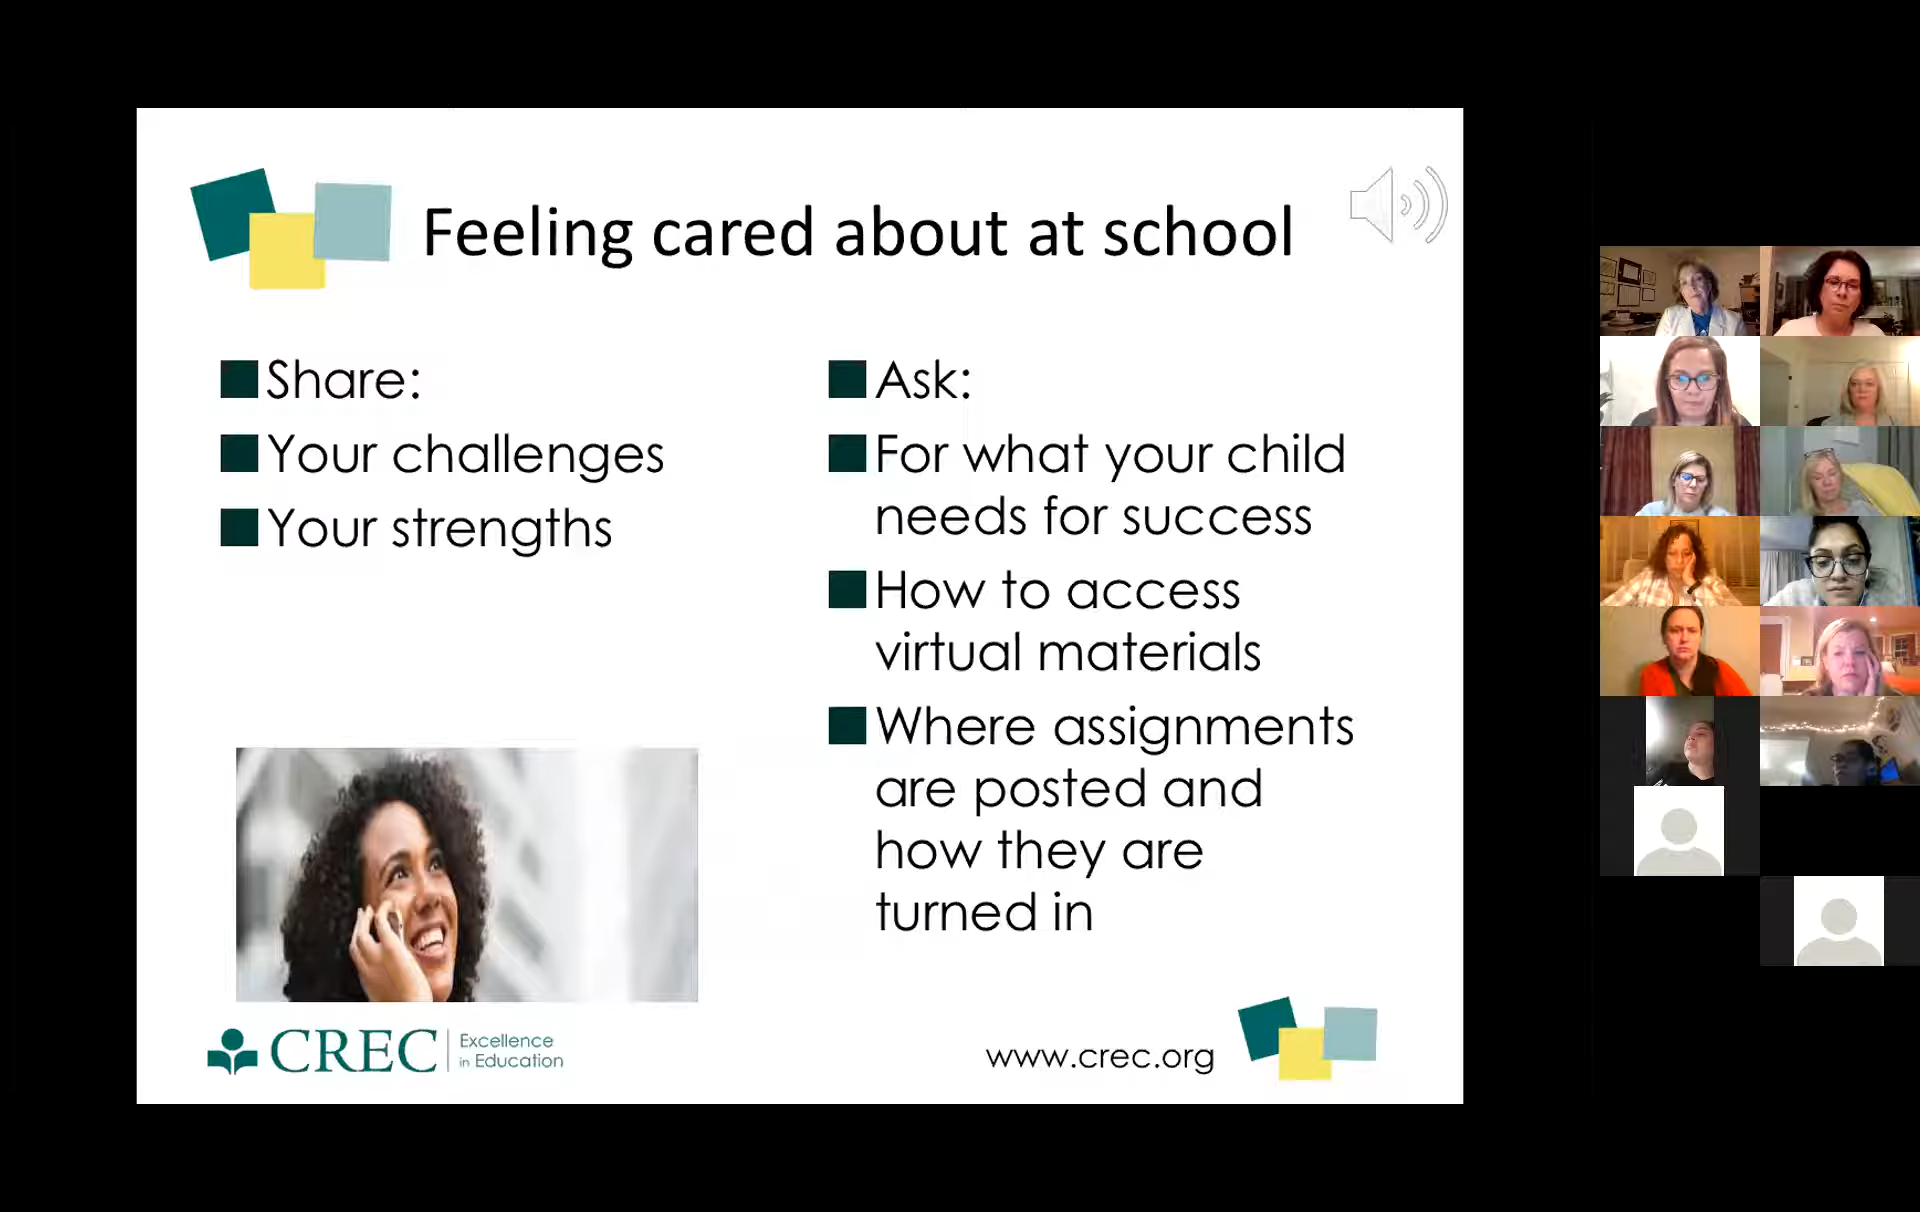 Feeling cared about at school
Share:
Your challenges
Your strengths
Ask:
For what your child
needs for success
How to access
virtual materials
Where assignments
are posted and
how they are
turned in
CREC
Excellence
in Education
www.crec.org